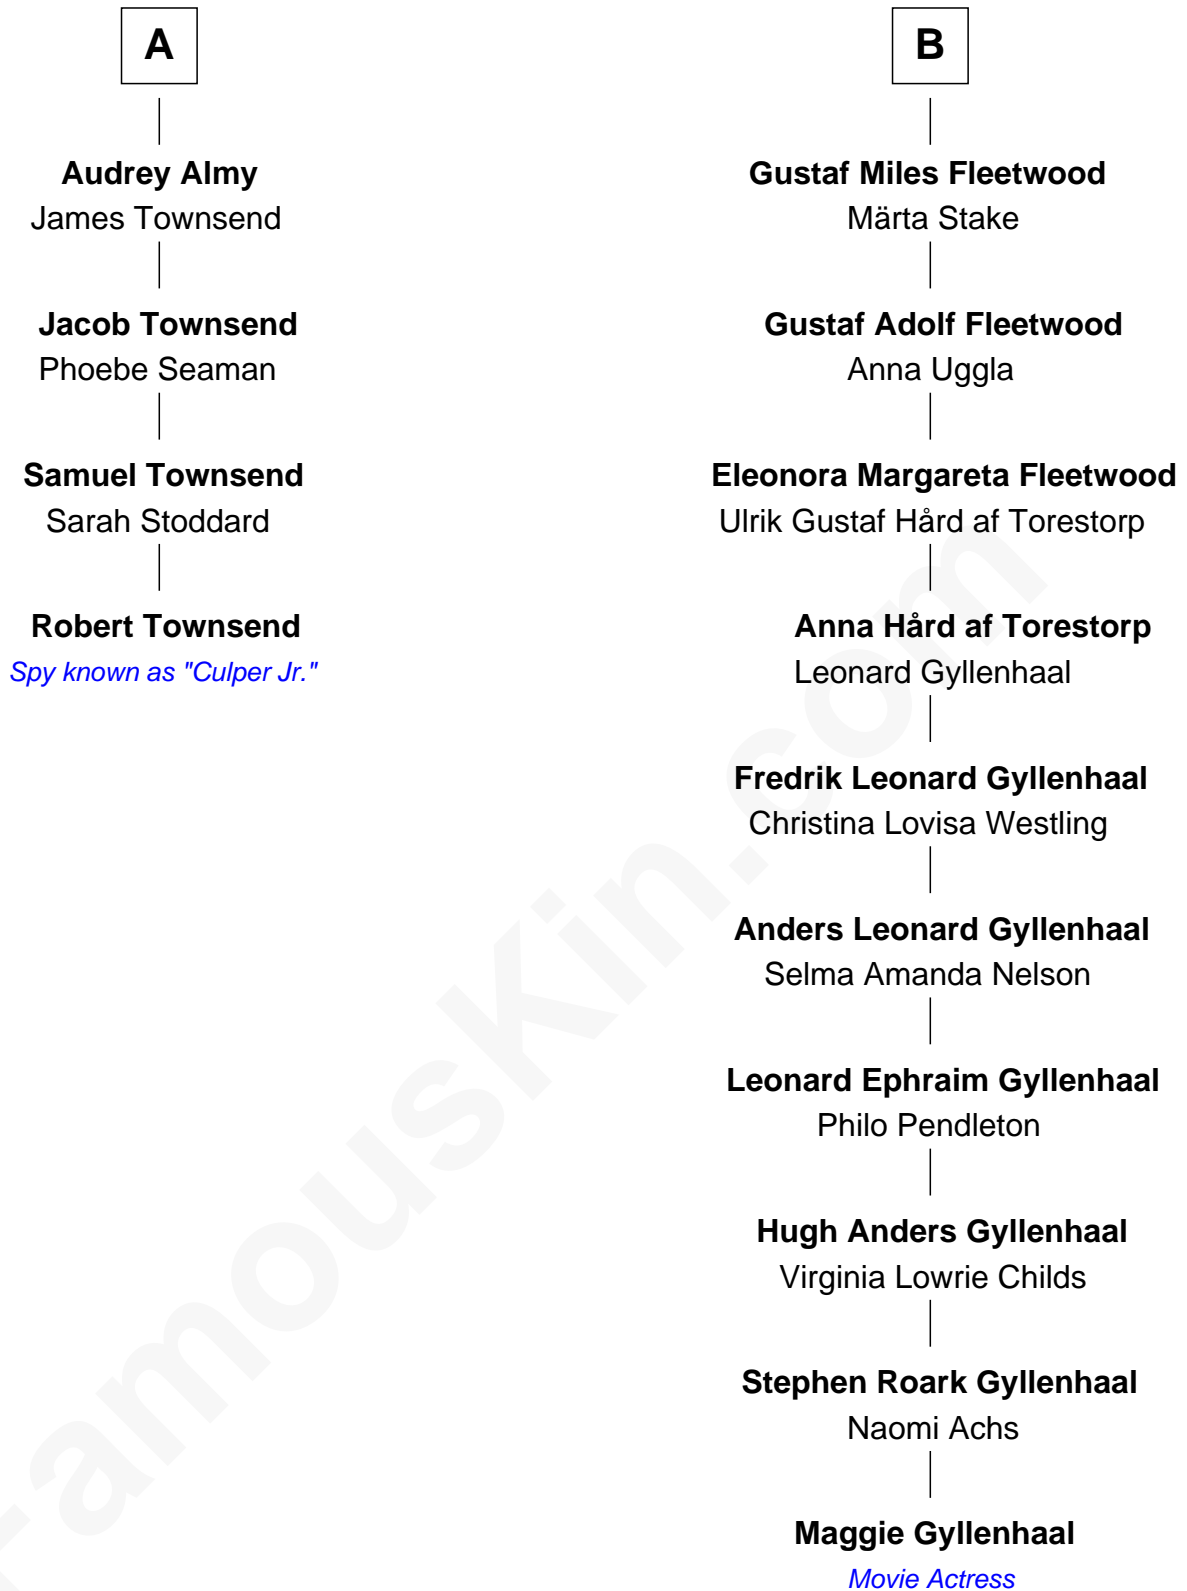 A
Audrey Almy
James Townsend
Jacob Townsend
Phoebe Seaman
Samuel Townsend
Sarah Stoddard
Robert Townsend
Spy known as "Culper Jr."
B
Gustaf Miles Fleetwood
Märta Stake
Gustaf Adolf Fleetwood
Anna Uggla
Eleonora Margareta Fleetwood
Ulrik Gustaf Hård af Torestorp
Anna Hård af Torestorp
Leonard Gyllenhaal
Fredrik Leonard Gyllenhaal
Christina Lovisa Westling
Anders Leonard Gyllenhaal
Selma Amanda Nelson
Leonard Ephraim Gyllenhaal
Philo Pendleton
Hugh Anders Gyllenhaal
Virginia Lowrie Childs
Stephen Roark Gyllenhaal
Naomi Achs
Maggie Gyllenhaal
Movie Actress
FamousKin.com